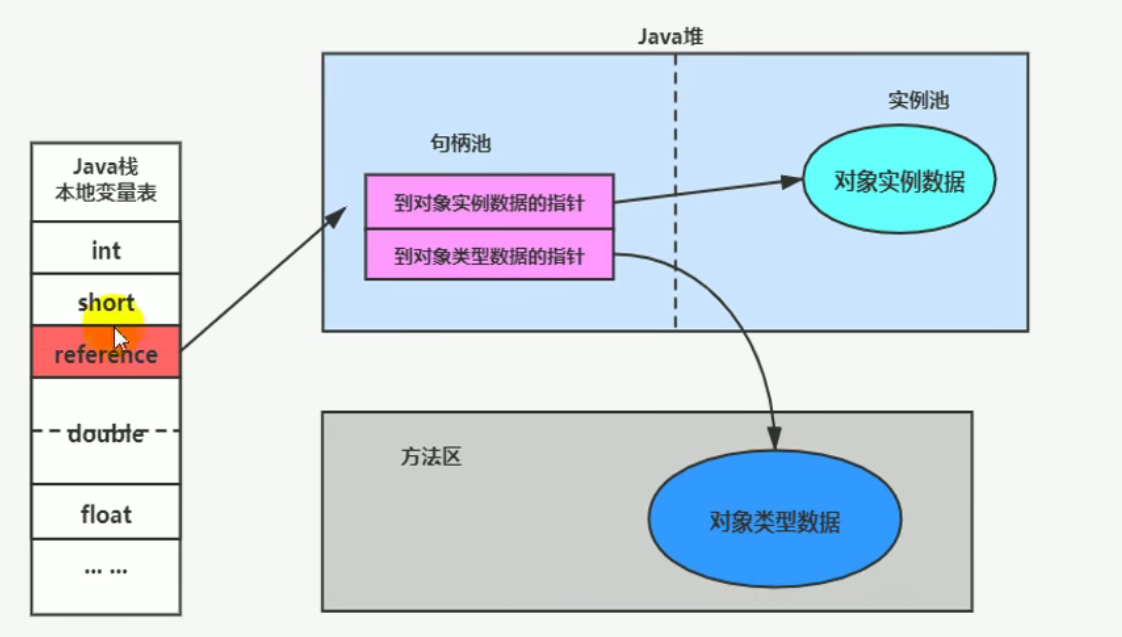 Java堆
实例池
句柄池
Java栈
本地变量表
对象实例数据
到对象实例数据的指针
int
到对象类型数据的指针
short
reference
double
方法区
float
对象类型数据
... ...